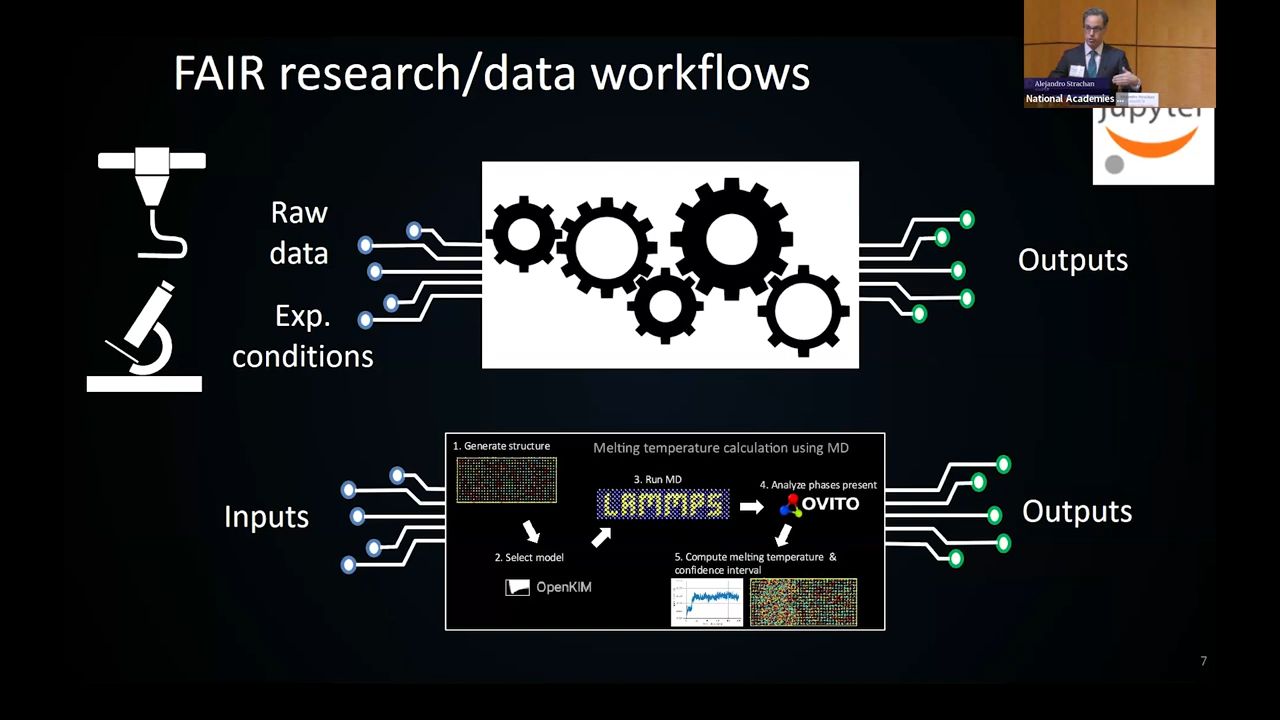 FAIR research/data workflows
Alejandro Strachan
National Academies ...
jupyter
Raw
data
Exp.
conditions
Outputs
1. Generate structure
Melting temperature calculation using MD
3. Run MD
LAMMPS
4. Analyze phases present
OVITO
2. Select model
OpenKIM
5. Compute melting temperature &
confidence interval
Inputs
Outputs
7